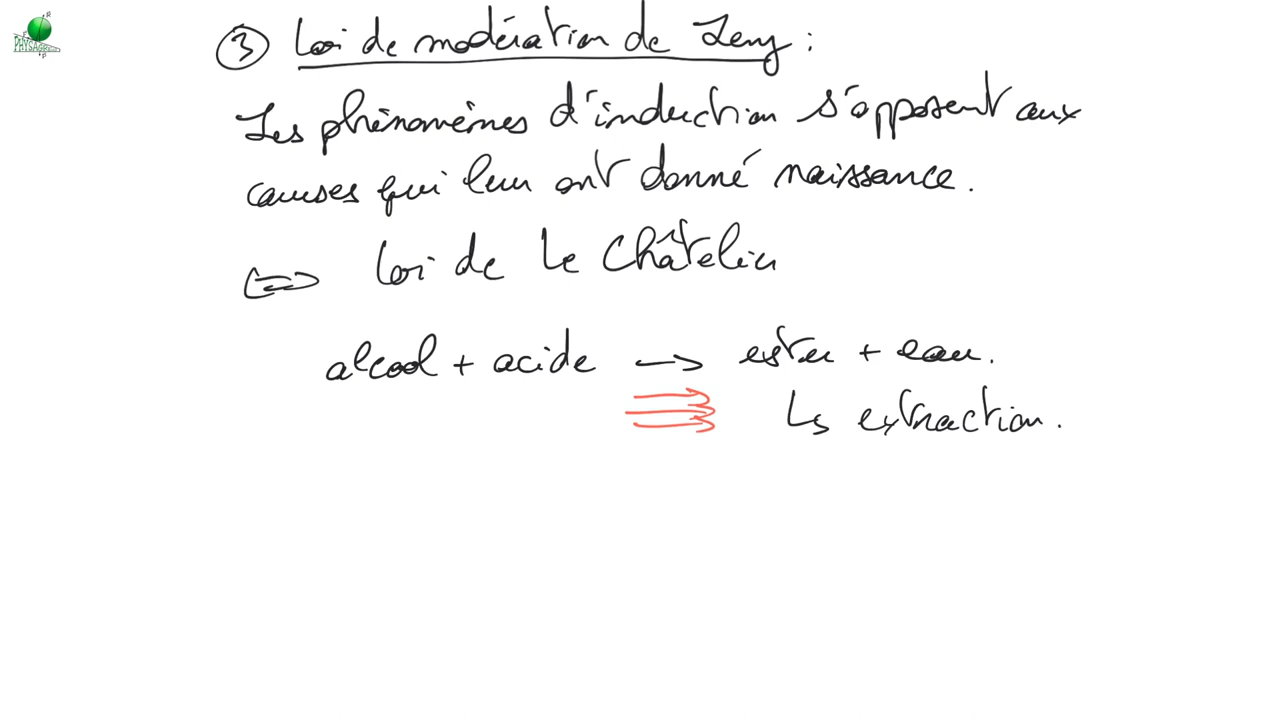 ③ Loi de modération de Lenz :
Les phénomènes d'induction s'opposent aux
causes qui leur ont donné naissance.
⇔ Loi de Le Châtelier
alcool + acide → ester + eau.
↳ extraction.